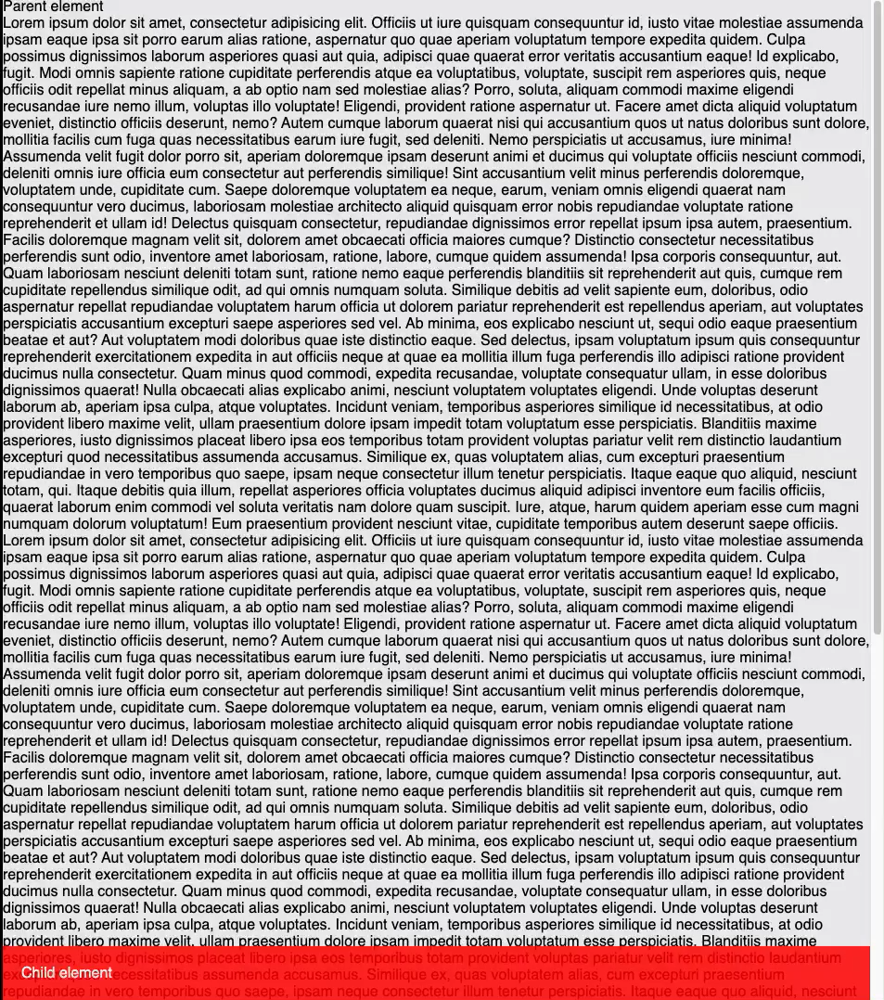 Parent element
Lorem ipsum dolor sit amet, consectetur adipisicing elit. Officiis ut iure quisquam consequuntur id, iusto vitae molestiae assumenda
ipsam eaque ipsa sit porro earum alias ratione, aspernatur quo quae aperiam voluptatum tempore expedita quidem. Culpa
possimus dignissimos laborum asperiores quasi aut quia, adipisci quae quaerat error veritatis accusantium eaque! Id explicabo,
fugit. Modi omnis sapiente ratione cupiditate perferendis atque ea voluptatibus, voluptate, suscipit rem asperiores quis, neque
officiis odit repellat minus aliquam, a ab optio nam sed molestiae alias? Porro, soluta, aliquam commodi maxime eligendi
recusandae iure nemo illum, voluptas illo voluptate! Eligendi, provident ratione aspernatur ut. Facere amet dicta aliquid voluptatum
eveniet, distinctio officiis deserunt, nemo? Autem cumque laborum quaerat nisi qui accusantium quos ut natus doloribus sunt dolore,
mollitia facilis cum fuga quas necessitatibus earum iure fugit, sed deleniti. Nemo perspiciatis ut accusamus, iure minima!
Assumenda velit fugit dolor porro sit, aperiam doloremque ipsam deserunt animi et ducimus qui voluptate officiis nesciunt commodi,
deleniti omnis iure officia eum consectetur aut perferendis similique! Sint accusantium velit minus perferendis doloremque,
voluptatem unde, cupiditate cum. Saepe doloremque voluptatem ea neque, earum, veniam omnis eligendi quaerat nam
consequuntur vero ducimus, laboriosam molestiae architecto aliquid quisquam error nobis repudiandae voluptate ratione
reprehenderit et ullam id! Delectus quisquam consectetur, repudiandae dignissimos error repellat ipsum ipsa autem, praesentium.
Facilis doloremque magnam velit sit, dolorem amet obcaecati officia maiores cumque? Distinctio consectetur necessitatibus
perferendis sunt odio, inventore amet laboriosam, ratione, labore, cumque quidem assumenda! Ipsa corporis consequuntur, aut.
Quam laboriosam nesciunt deleniti totam sunt, ratione nemo eaque perferendis blanditiis sit reprehenderit aut quis, cumque rem
cupiditate repellendus similique odit, ad qui omnis numquam soluta. Similique debitis ad velit sapiente eum, doloribus, odio
aspernatur repellat repudiandae voluptatem harum officia ut dolorem pariatur reprehenderit est repellendus aperiam, aut voluptates
perspiciatis accusantium excepturi saepe asperiores sed vel. Ab minima, eos explicabo nesciunt ut, sequi odio eaque praesentium
beatae et aut? Aut voluptatem modi doloribus quae iste distinctio eaque. Sed delectus, ipsam voluptatum ipsum quis consequuntur
reprehenderit exercitationem expedita in aut officiis neque at quae ea mollitia illum fuga perferendis illo adipisci ratione provident
ducimus nulla consectetur. Quam minus quod commodi, expedita recusandae, voluptate consequatur ullam, in esse doloribus
dignissimos quaerat! Nulla obcaecati alias explicabo animi, nesciunt voluptatem voluptates eligendi. Unde voluptas deserunt
laborum ab, aperiam ipsa culpa, atque voluptates. Incidunt veniam, temporibus asperiores similique id necessitatibus, at odio
provident libero maxime velit, ullam praesentium dolore ipsam impedit totam voluptatum esse perspiciatis. Blanditiis maxime
asperiores, iusto dignissimos placeat libero ipsa eos temporibus totam provident voluptas pariatur velit rem distinctio laudantium
excepturi quod necessitatibus assumenda accusamus. Similique ex, quas voluptatem alias, cum excepturi praesentium
repudiandae in vero temporibus quo saepe, ipsam neque consectetur illum tenetur perspiciatis. Itaque eaque quo aliquid, nesciunt
totam, qui. Itaque debitis quia illum, repellat asperiores officia voluptates ducimus aliquid adipisci inventore eum facilis officiis,
quaerat laborum enim commodi vel soluta veritatis nam dolore quam suscipit. Iure, atque, harum quidem aperiam esse cum magni
numquam dolorum voluptatum! Eum praesentium provident nesciunt vitae, cupiditate temporibus autem deserunt saepe officiis.
Lorem ipsum dolor sit amet, consectetur adipisicing elit. Officiis ut iure quisquam consequuntur id, iusto vitae molestiae assumenda
ipsam eaque ipsa sit porro earum alias ratione, aspernatur quo quae aperiam voluptatum tempore expedita quidem. Culpa
possimus dignissimos laborum asperiores quasi aut quia, adipisci quae quaerat error veritatis accusantium eaque! Id explicabo,
fugit. Modi omnis sapiente ratione cupiditate perferendis atque ea voluptatibus, voluptate, suscipit rem asperiores quis, neque
officiis odit repellat minus aliquam, a ab optio nam sed molestiae alias? Porro, soluta, aliquam commodi maxime eligendi
recusandae iure nemo illum, voluptas illo voluptate! Eligendi, provident ratione aspernatur ut. Facere amet dicta aliquid voluptatum
eveniet, distinctio officiis deserunt, nemo? Autem cumque laborum quaerat nisi qui accusantium quos ut natus doloribus sunt dolore,
mollitia facilis cum fuga quas necessitatibus earum iure fugit, sed deleniti. Nemo perspiciatis ut accusamus, iure minima!
Assumenda velit fugit dolor porro sit, aperiam doloremque ipsam deserunt animi et ducimus qui voluptate officiis nesciunt commodi,
deleniti omnis iure officia eum consectetur aut perferendis similique! Sint accusantium velit minus perferendis doloremque,
voluptatem unde, cupiditate cum. Saepe doloremque voluptatem ea neque, earum, veniam omnis eligendi quaerat nam
consequuntur vero ducimus, laboriosam molestiae architecto aliquid quisquam error nobis repudiandae voluptate ratione
reprehenderit et ullam id! Delectus quisquam consectetur, repudiandae dignissimos error repellat ipsum ipsa autem, praesentium.
Facilis doloremque magnam velit sit, dolorem amet obcaecati officia maiores cumque? Distinctio consectetur necessitatibus
perferendis sunt odio, inventore amet laboriosam, ratione, labore, cumque quidem assumenda! Ipsa corporis consequuntur, aut.
Quam laboriosam nesciunt deleniti totam sunt, ratione nemo eaque perferendis blanditiis sit reprehenderit aut quis, cumque rem
cupiditate repellendus similique odit, ad qui omnis numquam soluta. Similique debitis ad velit sapiente eum, doloribus, odio
aspernatur repellat repudiandae voluptatem harum officia ut dolorem pariatur reprehenderit est repellendus aperiam, aut voluptates
perspiciatis accusantium excepturi saepe asperiores sed vel. Ab minima, eos explicabo nesciunt ut, sequi odio eaque praesentium
beatae et aut? Aut voluptatem modi doloribus quae iste distinctio eaque. Sed delectus, ipsam voluptatum ipsum quis consequuntur
reprehenderit exercitationem expedita in aut officiis neque at quae ea mollitia illum fuga perferendis illo adipisci ratione provident
ducimus nulla consectetur. Quam minus quod commodi, expedita recusandae, voluptate consequatur ullam, in esse doloribus
dignissimos quaerat! Nulla obcaecati alias explicabo animi, nesciunt voluptatem voluptates eligendi. Unde voluptas deserunt
laborum ab, aperiam ipsa culpa, atque voluptates. Incidunt veniam, temporibus asperiores similique id necessitatibus, at odio
provident libero maxime velit, ullam praesentium dolore ipsam impedit totam voluptatum esse perspiciatis. Blanditiis maxime
asperiores, iusto dignissimos placeat libero ipsa eos temporibus totam provident voluptas pariatur velit rem distinctio laudantium
Child element
necessitatibus assumenda accusamus. Similique ex, quas voluptatem alias, cum excepturi praesentium
repudiandae in vero temporibus quo saepe, ipsam neque consectetur illum tenetur perspiciatis. Itaque eaque quo aliquid, nesciunt